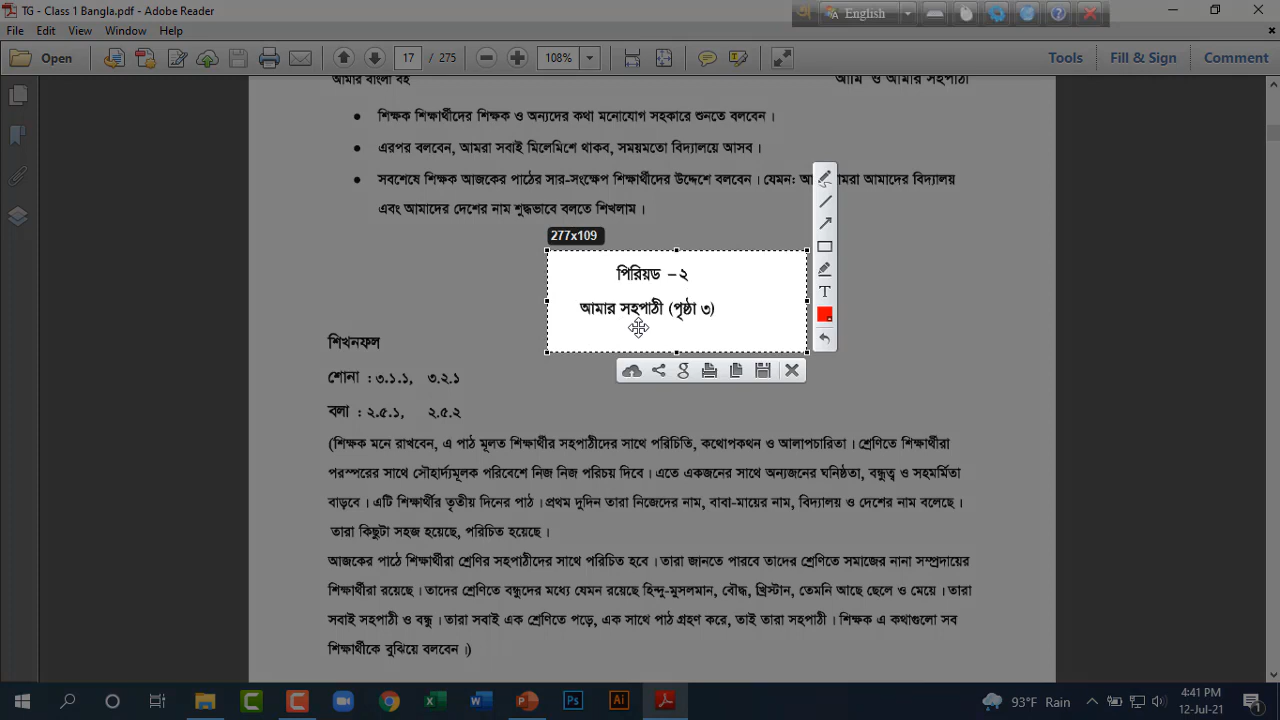 TG - Class 1 Bangla.pdf - Adobe Reader
English
File Edit View Window Help
Open 17 / 275 108% Tools Fill & Sign Comment
আমার বাংলা বই আমি ও আমার সহপাঠী
• শিক্ষক শিক্ষার্থীদের শিক্ষক ও অন্যদের কথা মনোযোগ সহকারে শুনতে বলবেন ।
• এরপর বলবেন, আমরা সবাই মিলেমিশে থাকব, সময়মতো বিদ্যালয়ে আসব ।
• সবশেষে শিক্ষক আজকের পাঠের সার-সংক্ষেপ শিক্ষার্থীদের উদ্দেশে বলবেন । যেমন: আমরা আমাদের বিদ্যালয়
এবং আমাদের দেশের নাম শুদ্ধভাবে বলতে শিখলাম ।
277x109
পিরিয়ড –২
আমার সহপাঠী (পৃষ্ঠা ৩)
T
শিখনফল
শোনা : ৩.১.১, ৩.২.১
বলা : ২.৫.১, ২.৫.২
(শিক্ষক মনে রাখবেন, এ পাঠ মূলত শিক্ষার্থীর সহপাঠীদের সাথে পরিচিতি, কথোপকথন ও আলাপচারিতা । শ্রেণিতে শিক্ষার্থীরা
পরস্পরের সাথে সৌহার্দ্যমূলক পরিবেশে নিজ নিজ পরিচয় দিবে । এতে একজনের সাথে অন্যজনের ঘনিষ্ঠতা, বন্ধুত্ব ও সহমর্মিতা
বাড়বে । এটি শিক্ষার্থীর তৃতীয় দিনের পাঠ । প্রথম দুদিন তারা নিজেদের নাম, বাবা-মায়ের নাম, বিদ্যালয় ও দেশের নাম বলেছে ।
তারা কিছুটা সহজ হয়েছে, পরিচিত হয়েছে ।
আজকের পাঠে শিক্ষার্থীরা শ্রেণির সহপাঠীদের সাথে পরিচিত হবে । তারা জানতে পারবে তাদের শ্রেণিতে সমাজের নানা সম্প্রদায়ের
শিক্ষার্থীরা রয়েছে । তাদের শ্রেণিতে বন্ধুদের মধ্যে যেমন রয়েছে হিন্দু-মুসলমান, বৌদ্ধ, খ্রিস্টান, তেমনি আছে ছেলে ও মেয়ে । তারা
সবাই সহপাঠী ও বন্ধু । তারা সবাই এক শ্রেণিতে পড়ে, এক সাথে পাঠ গ্রহণ করে, তাই তারা সহপাঠী । শিক্ষক এ কথাগুলো সব
শিক্ষার্থীকে বুঝিয়ে বলবেন ।)
93°F Rain
4:41 PM
12-Jul-21